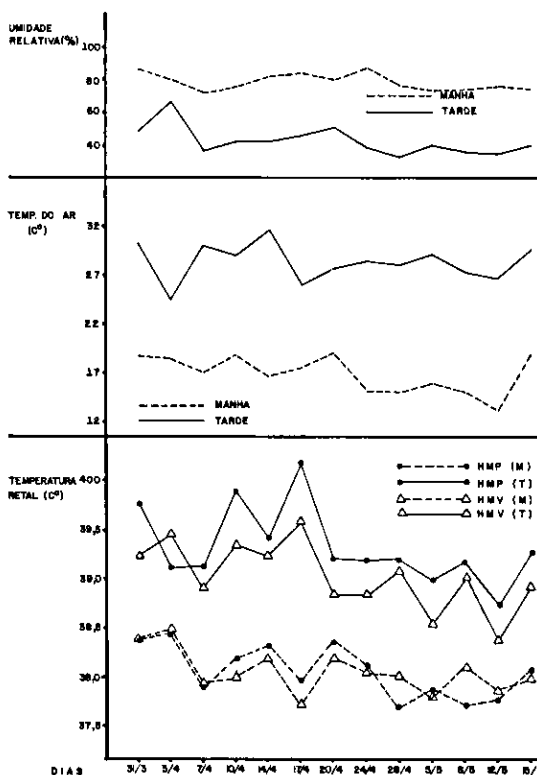 UMIDADE
RELATIVA(%)
100
80
60
40
MANHA
TARDE
TEMP. DO AR
(C°)
32
27
22
17
12
MANHA
TARDE
TEMPERATURA
RETAL (C°)
40,0
39,5
39,0
38,5
38,0
37,5
HMP (M)
HMP (T)
HMV (M)
HMV (T)
DIAS 31/3 3/4 7/4 10/4 14/4 17/4 20/4 24/4 28/4 5/5 8/5 12/5